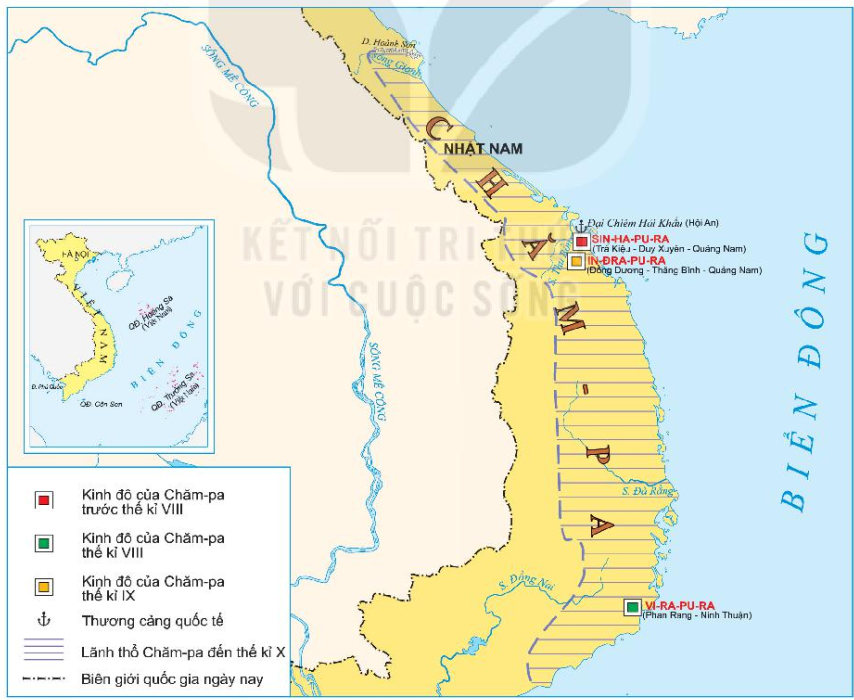 D. Hoành Sơn
Sông Gianh
SÔNG MÊ CÔNG
CHĂM-PA
NHẬT NAM
KẾT NỐI TRI THỨC
VỚI CUỘC SỐNG
Đại Chiêm Hải Khẩu (Hội An)
SIN-HA-PU-RA
(Trà Kiệu - Duy Xuyên - Quảng Nam)
IN-ĐRA-PU-RA
(Đồng Dương - Thăng Bình - Quảng Nam)
S. Thu Bồn
BIỂN ĐÔNG
SÔNG MÊ CÔNG
HÀ NỘI
VIỆT NAM
QĐ. Hoàng Sa
(Việt Nam)
BIỂN ĐÔNG
Đ. Phú Quốc
QĐ. Côn Sơn
QĐ. Trường Sa
(Việt Nam)
S. Đà Rằng
S. Đồng Nai
VI-RA-PU-RA
(Phan Rang - Ninh Thuận)
Kinh đô của Chăm-pa
trước thế kỉ VIII
Kinh đô của Chăm-pa
thế kỉ VIII
Kinh đô của Chăm-pa
thế kỉ IX
Thương cảng quốc tế
Lãnh thổ Chăm-pa đến thế kỉ X
Biên giới quốc gia ngày nay